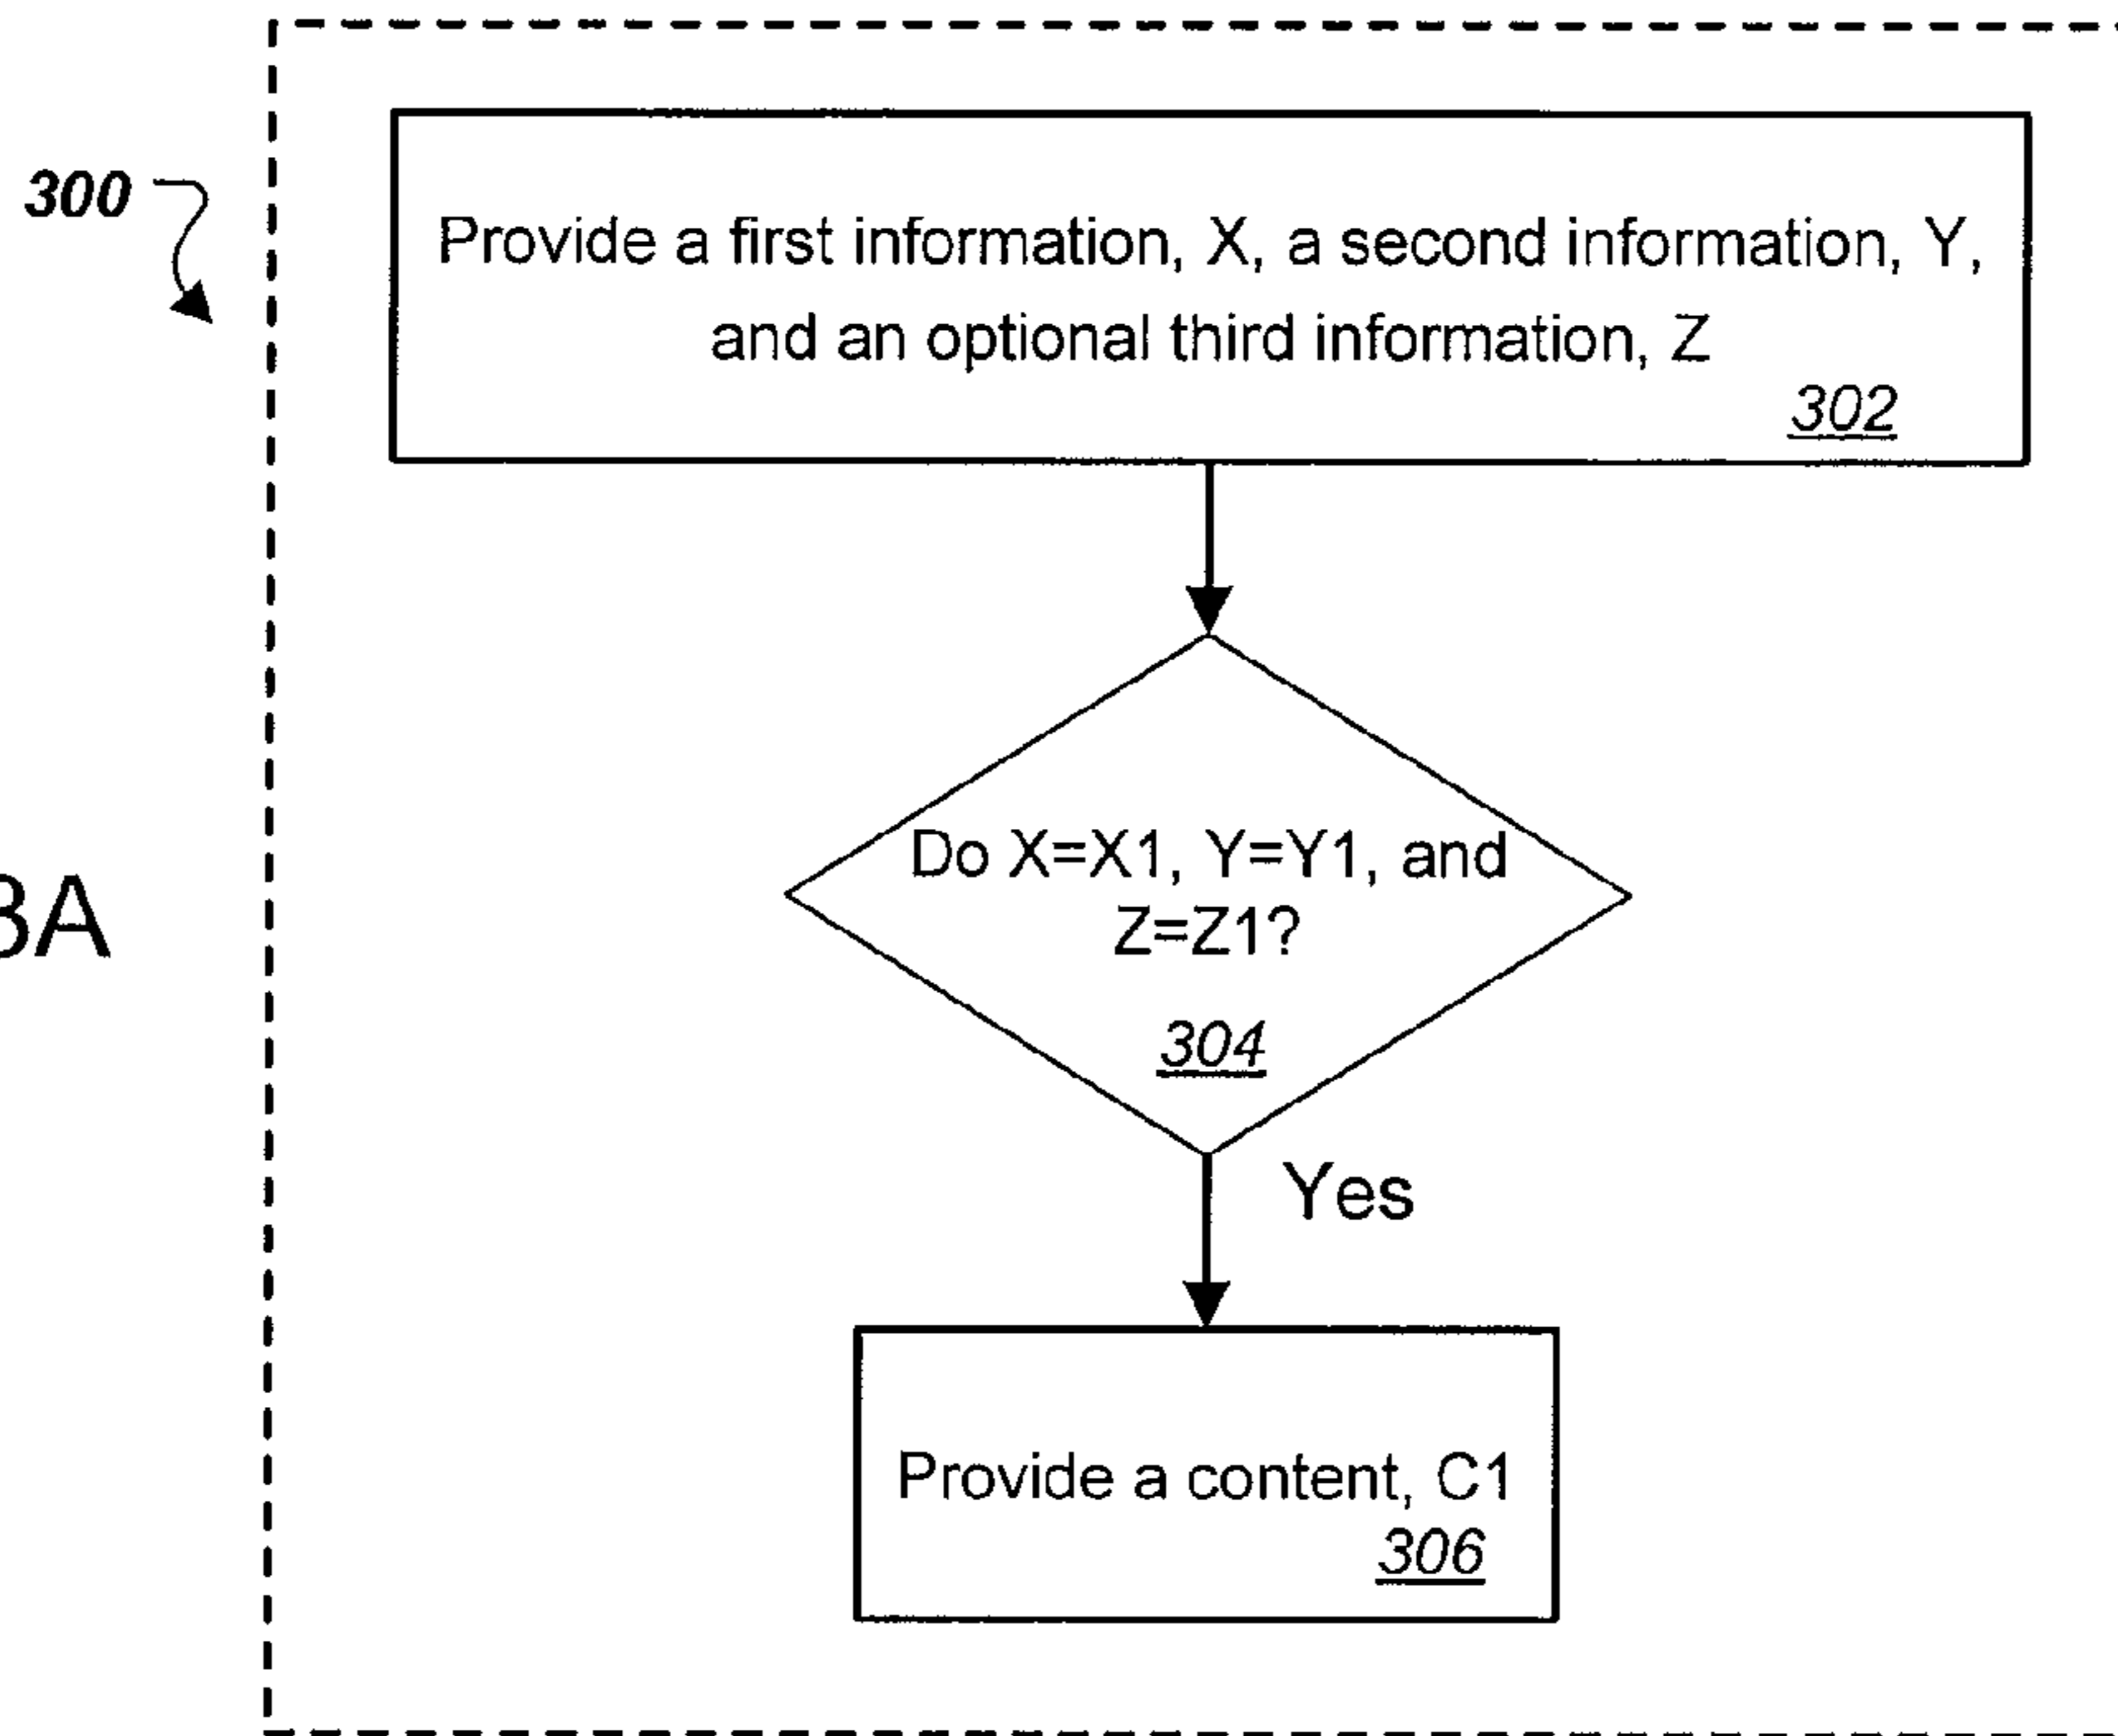 300
Provide a first information, X, a second information, Y,
and an optional third information, Z
302
Do X=X1, Y=Y1, and
Z=Z1?
304
3A
Yes
Provide a content, C1
306